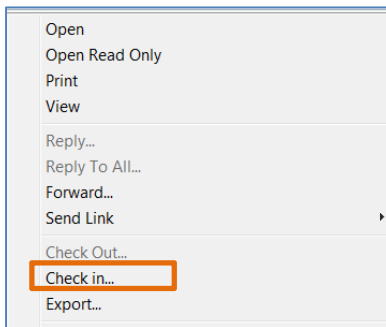 Open
Open Read Only
Print
View
Reply...
Reply To All...
Forward...
Send Link
Check Out...
Check in...
Export...